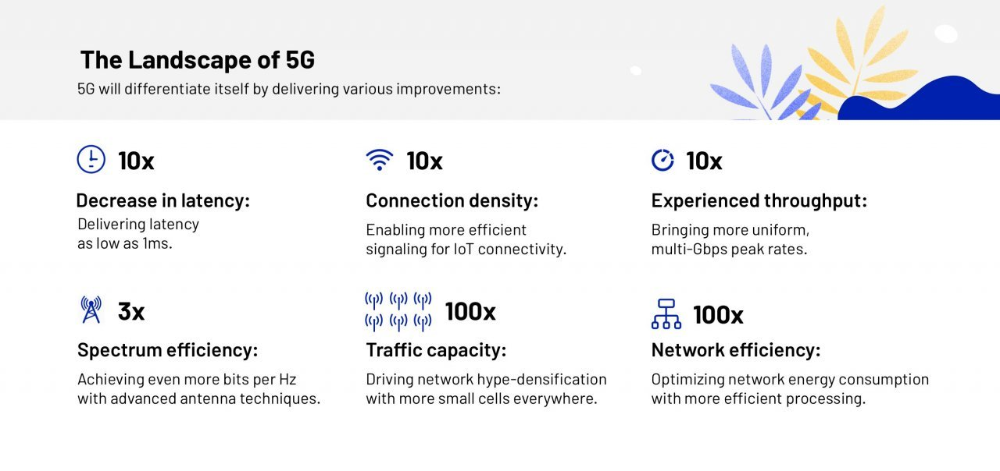 The Landscape of 5G
5G will differentiate itself by delivering various improvements:
10x
Decrease in latency:
Delivering latency
as low as 1ms.
10x
Connection density:
Enabling more efficient
signaling for IoT connectivity.
10x
Experienced throughput:
Bringing more uniform,
multi-Gbps peak rates.
3x
Spectrum efficiency:
Achieving even more bits per Hz
with advanced antenna techniques.
100x
Traffic capacity:
Driving network hype-densification
with more small cells everywhere.
100x
Network efficiency:
Optimizing network energy consumption
with more efficient processing.